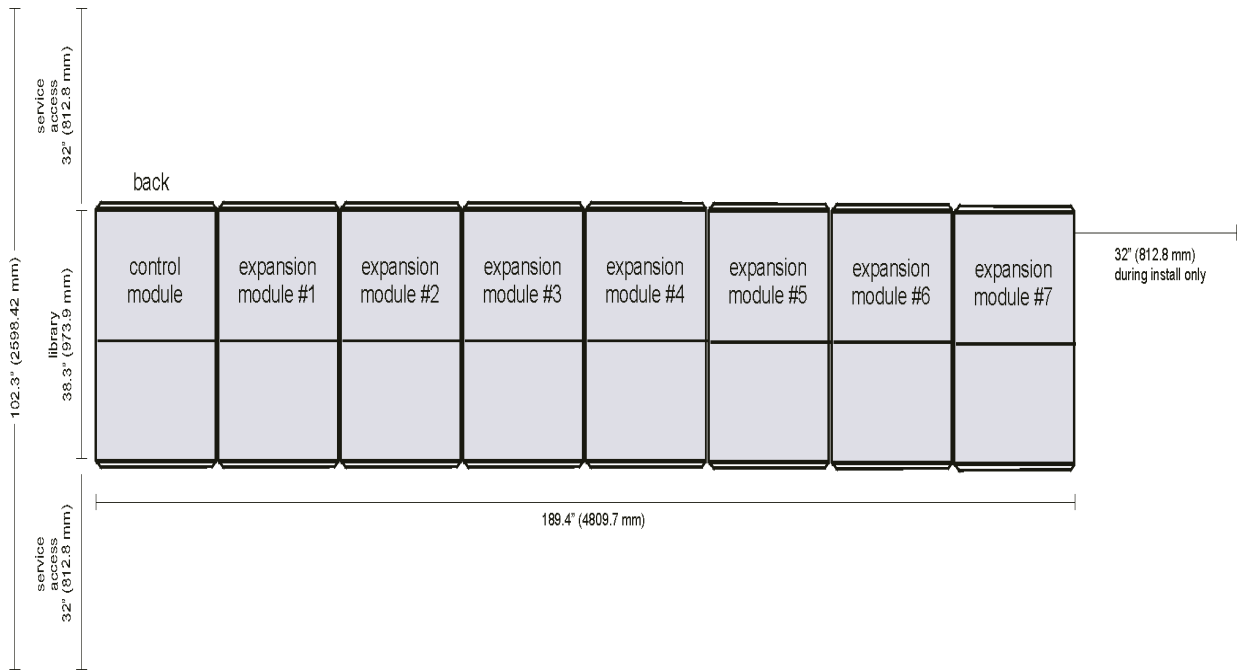 102.3" (2598.42 mm)
service
access
32" (812.8 mm)
library
38.3" (973.9 mm)
service
access
32" (812.8 mm)
back
control
module
expansion
module #1
expansion
module #2
expansion
module #3
expansion
module #4
expansion
module #5
expansion
module #6
expansion
module #7
32" (812.8 mm)
during install only
189.4" (4809.7 mm)